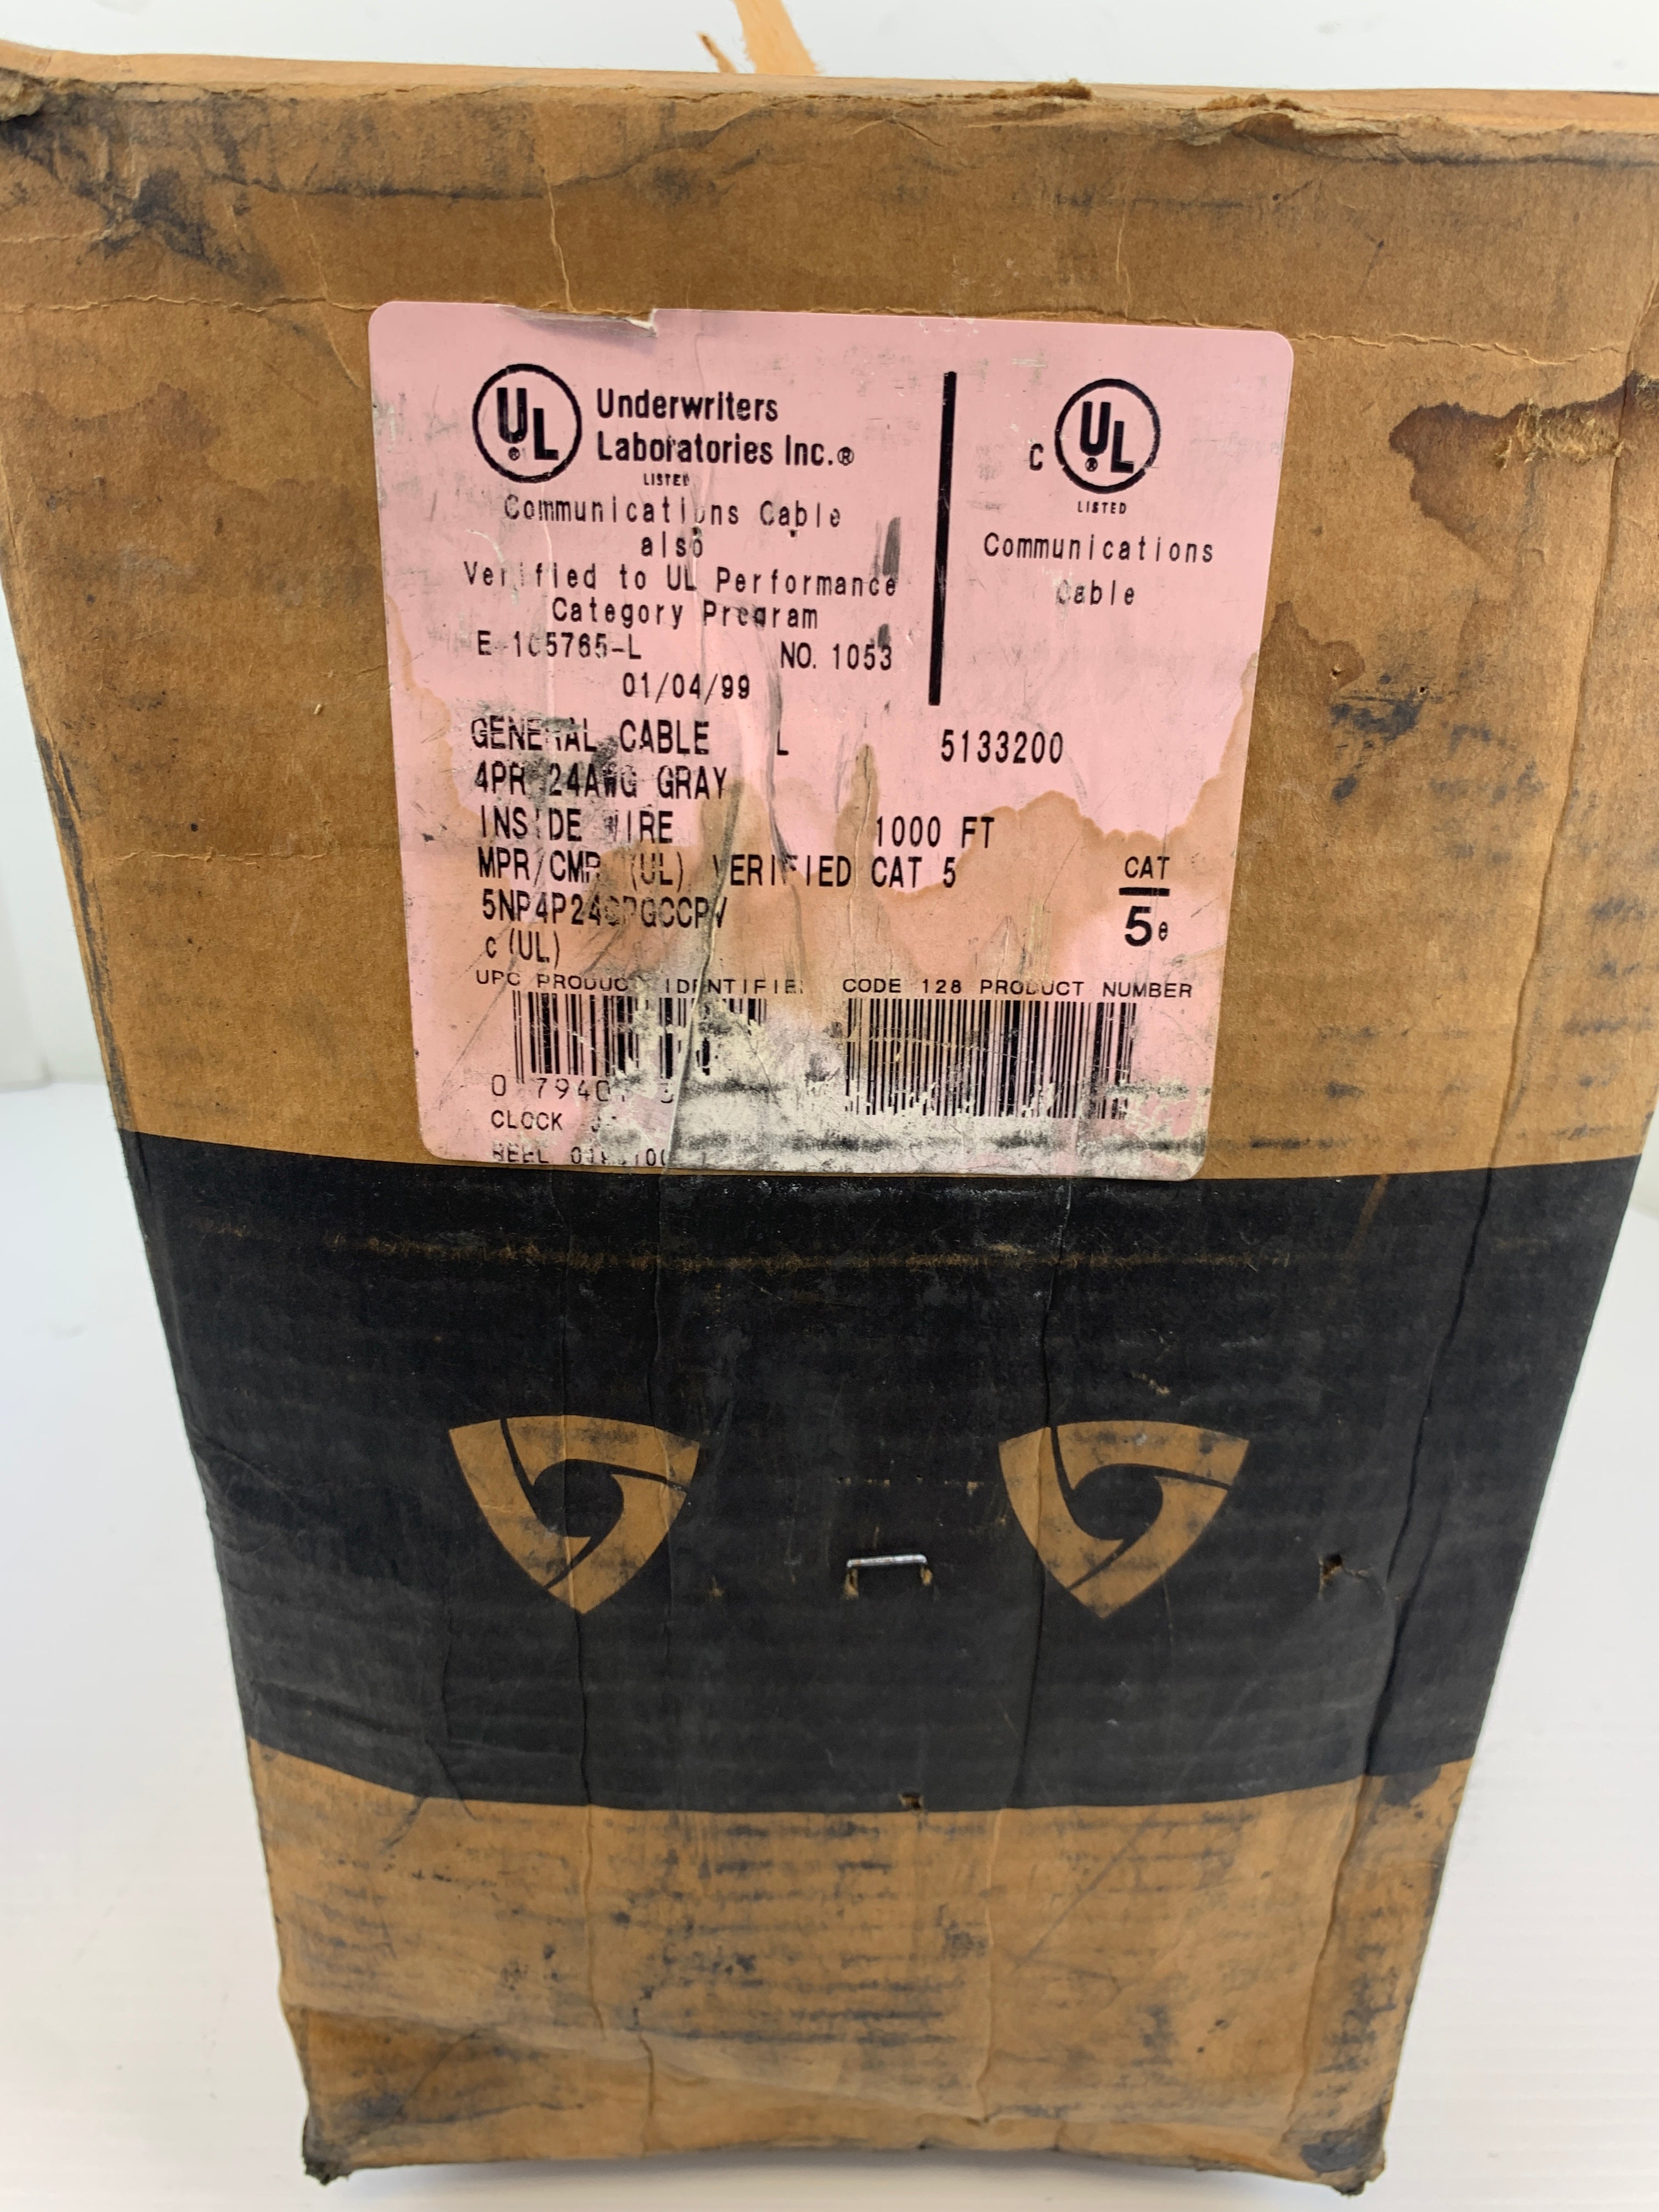 UL Underwriters
Laboratories Inc.®
LISTED
Communications Cable
also
Verified to UL Performance
Category Program
E-105765-L NO. 1053
01/04/99
C UL
LISTED
Communications
Cable
GENERAL CABLE L 5133200
4PR 24AWG GRAY
INSIDE WIRE 1000 FT
MPR/CMR (UL) VERIFIED CAT 5
c(UL)
CAT
5e
UPC PRODUCT IDENTIFIER CODE 128 PRODUCT NUMBER
CLOCK
REEL